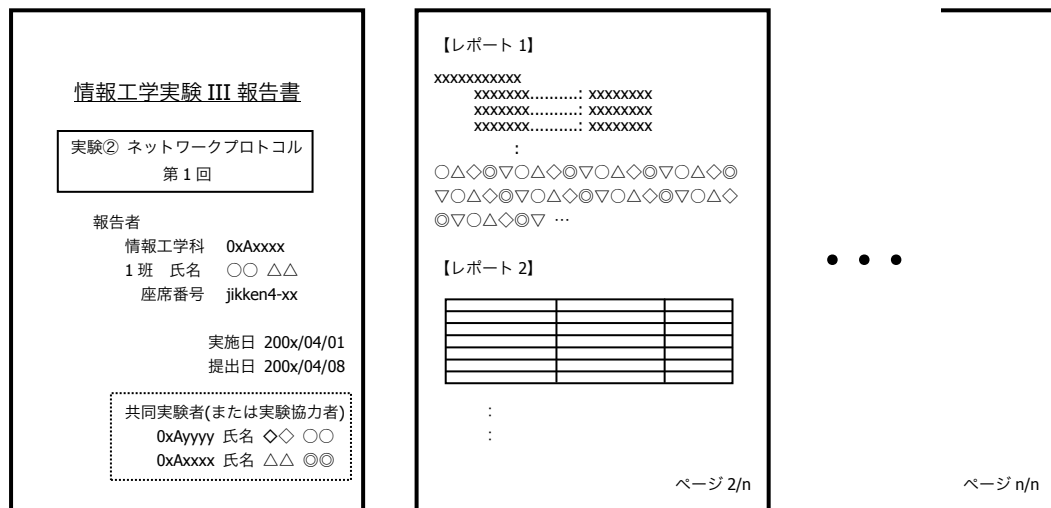 情報工学実験 III 報告書
実験② ネットワークプロトコル
第 1 回
報告者
情報工学科 0xAxxxx
1 班 氏名 ○○ △△
座席番号 jikken4-xx
実施日 200x/04/01
提出日 200x/04/08
共同実験者(または実験協力者)
0xAyyyy 氏名 ◇◇ ○○
0xAxxxx 氏名 △△ ◎◎
【レポート 1】
xxxxxxxxxxx
xxxxxxx..........: xxxxxxxx
xxxxxxx..........: xxxxxxxx
xxxxxxx..........: xxxxxxxx
:
○△◇◎▽○△◇◎▽○△◇◎▽○△◇◎
▽○△◇◎▽○△◇◎▽○△◇◎▽○△◇
◎▽○△◇◎▽ …
【レポート 2】
:
:
ページ 2/n
• • •
ページ n/n